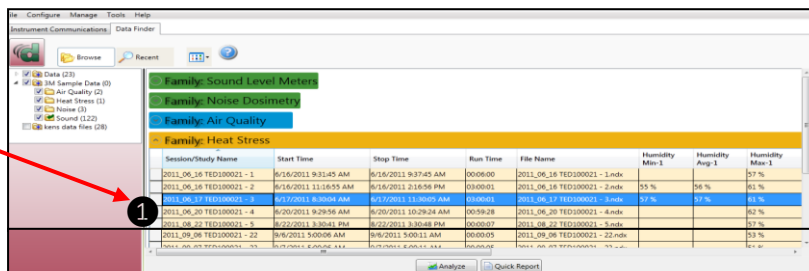 ile Configure Manage Tools Help
Instrument Communications Data Finder
Browse Recent
Data (23)
3M Sample Data (0)
Air Quality (2)
Heat Stress (1)
Noise (3)
Sound (122)
kens data files (28)
Family: Sound Level Meters
Family: Noise Dosimetry
Family: Air Quality
Family: Heat Stress
Session/Study Name Start Time Stop Time Run Time File Name Humidity Min-1 Humidity Avg-1 Humidity Max-1
2011_06_16 TED100021 - 1 6/16/2011 9:31:45 AM 6/16/2011 9:37:45 AM 00:06:00 2011_06_16 TED100021 - 1.ndx 57 %
2011_06_16 TED100021 - 2 6/16/2011 11:16:55 AM 6/16/2011 2:16:56 PM 03:00:01 2011_06_16 TED100021 - 2.ndx 55 % 56 % 61 %
2011_06_17 TED100021 - 3 6/17/2011 8:30:04 AM 6/17/2011 11:30:05 AM 03:00:01 2011_06_17 TED100021 - 3.ndx 57 % 57 % 61 %
1
2011_06_20 TED100021 - 4 6/20/2011 9:29:56 AM 6/20/2011 10:29:24 AM 00:59:28 2011_06_20 TED100021 - 4.ndx 62 %
2011_08_22 TED100021 - 5 8/22/2011 3:30:41 PM 8/22/2011 3:30:48 PM 00:00:07 2011_08_22 TED100021 - 5.ndx 57 %
2011_09_06 TED100021 - 22 9/6/2011 5:00:06 AM 9/6/2011 5:00:11 AM 00:00:05 2011_09_06 TED100021 - 22.ndx 53 %
Analyze Quick Report